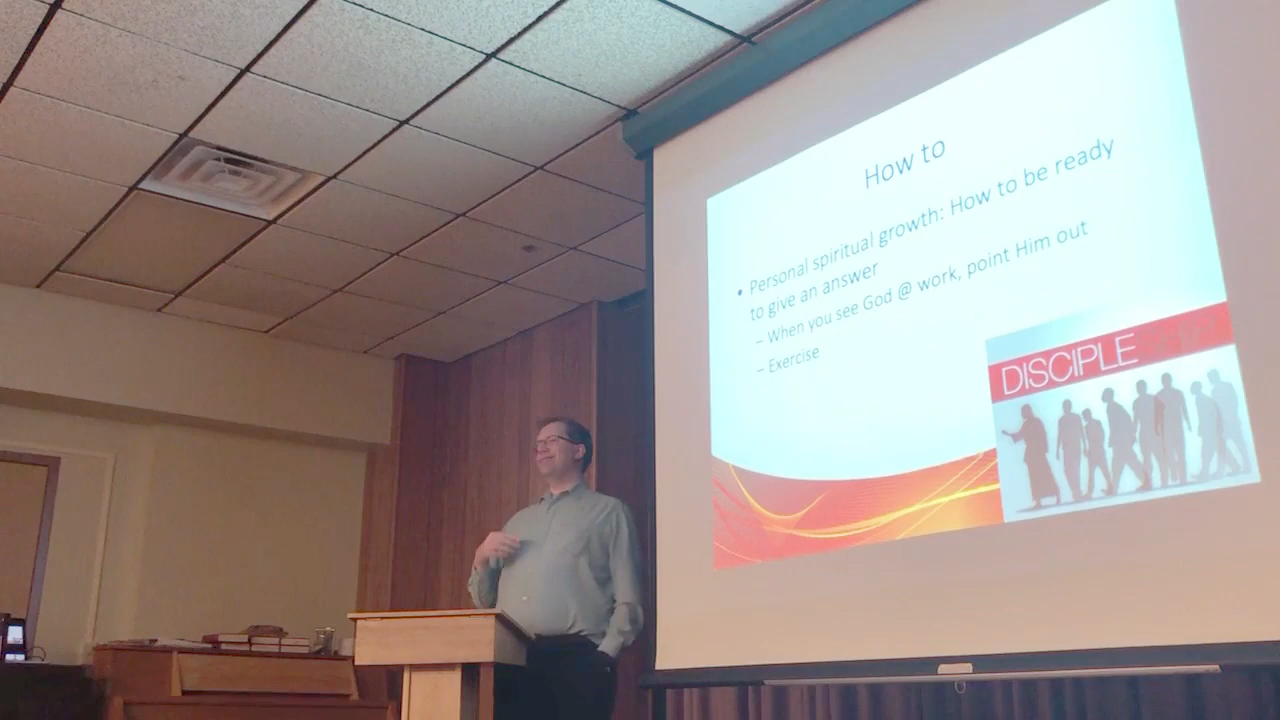 How to
• Personal spiritual growth: How to be ready
to give an answer
– When you see God @ work, point Him out
– Exercise
DISCIPLE